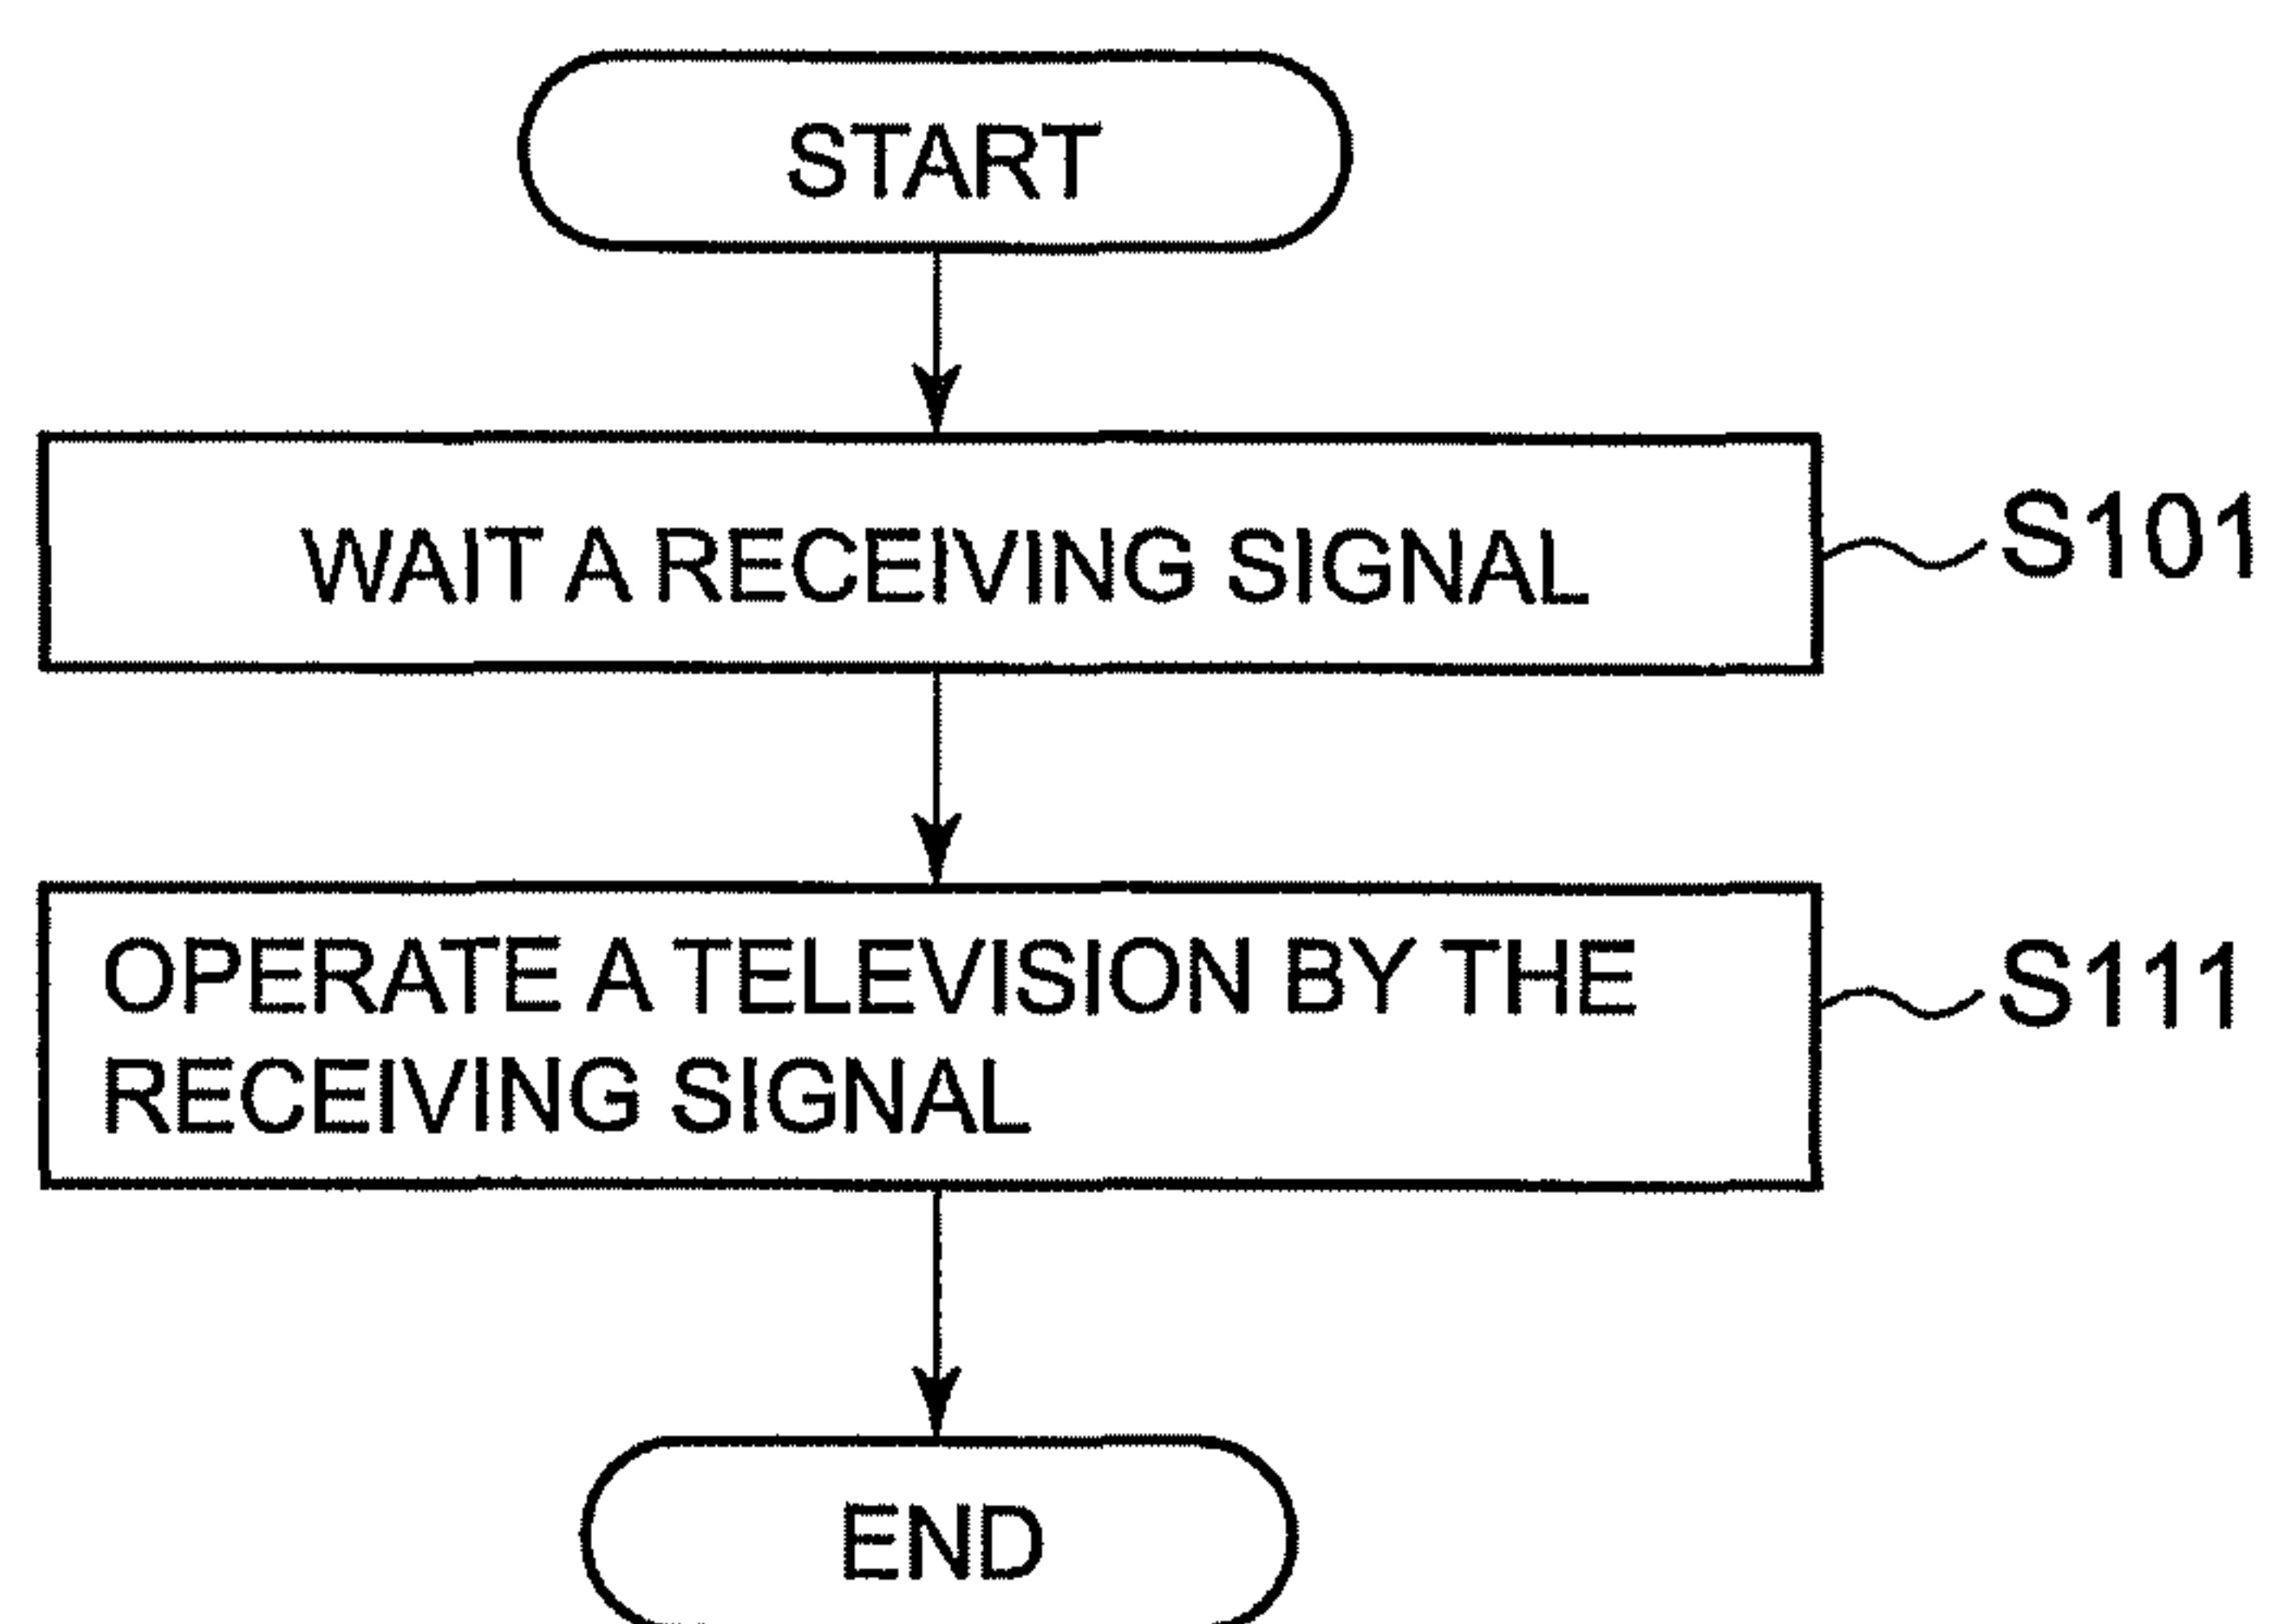 START
WAIT A RECEIVING SIGNAL
S101
OPERATE A TELEVISION BY THE
RECEIVING SIGNAL
S111
END